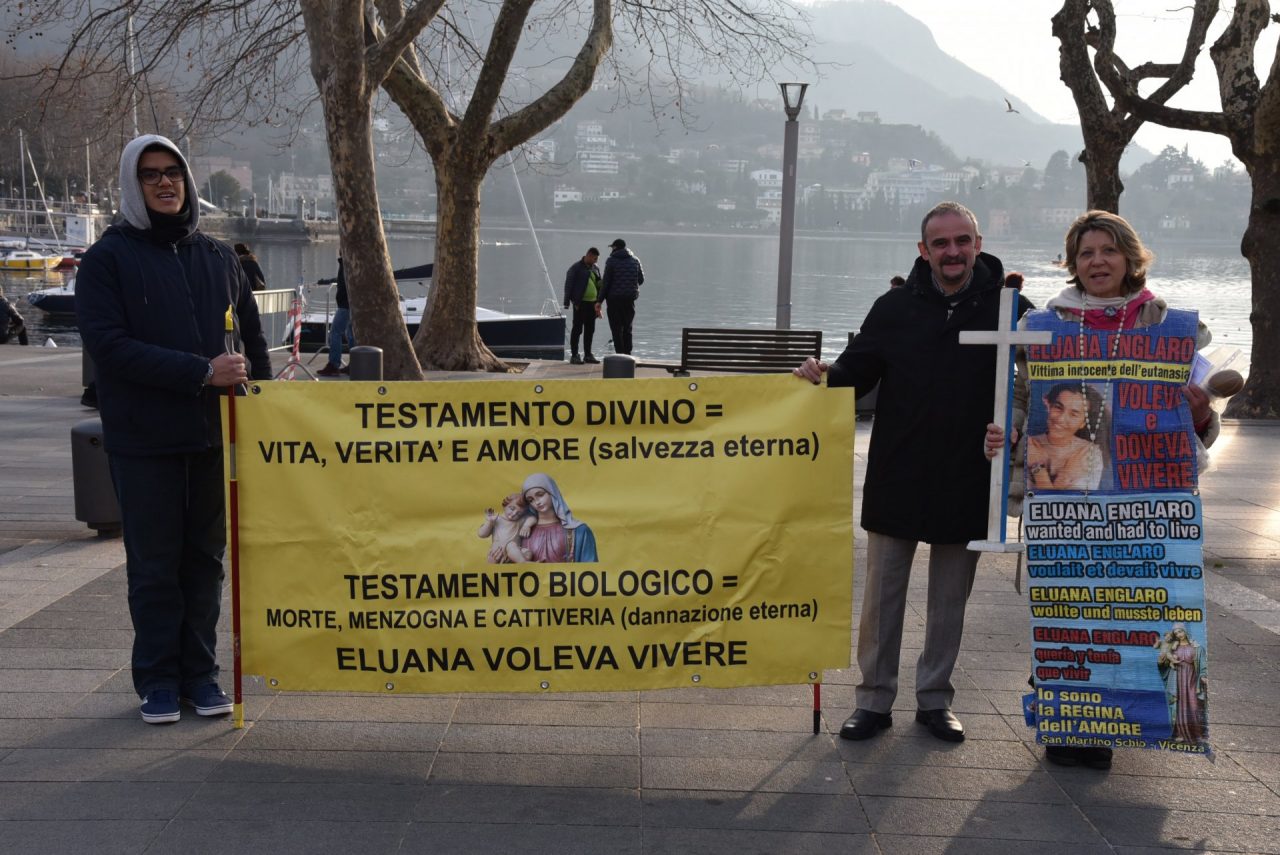 TESTAMENTO DIVINO =
VITA, VERITA' E AMORE (salvezza eterna)
TESTAMENTO BIOLOGICO =
MORTE, MENZOGNA E CATTIVERIA (dannazione eterna)
ELUANA VOLEVA VIVERE
ELUANA ENGLARO
Vittima innocente dell'eutanasia
VOLEVA
e
DOVEVA
VIVERE
ELUANA ENGLARO
wanted and had to live
ELUANA ENGLARO
voulait et devait vivre
ELUANA ENGLARO
wollte und musste leben
ELUANA ENGLARO
quería y tenía
que vivir
Io sono
la REGINA
dell'AMORE
San Martino Schio - Vicenza